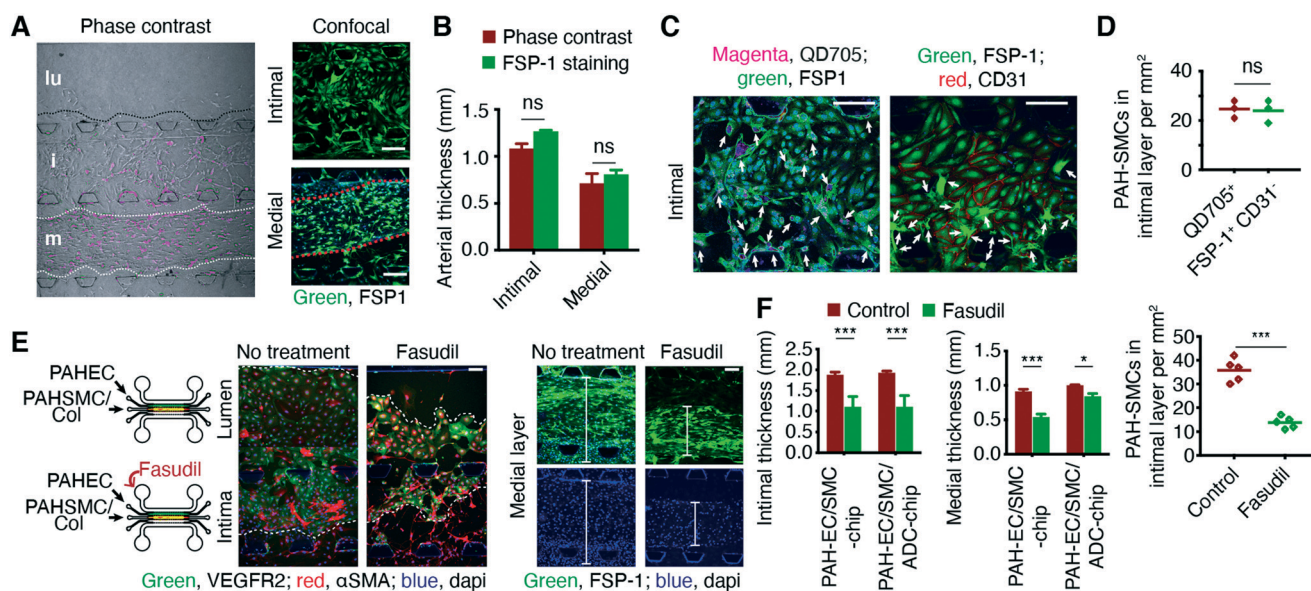 A
Phase contrast
Confocal
lu
i
m
Intimal
Medial
Green, FSP1
B
Phase contrast
FSP-1 staining
Arterial thickness (mm)
1.5
1.0
0.5
0.0
ns
ns
Intimal
Medial
C
Magenta, QD705;
green, FSP1
Green, FSP-1;
red, CD31
Intimal
D
PAH-SMCs in
intimal layer per mm²
40
20
0
ns
QD705⁺
FSP-1⁺ CD31⁻
E
PAHEC
PAHSMC/
Col
Fasudil
PAHEC
PAHSMC/
Col
No treatment
Fasudil
Lumen
Intima
Green, VEGFR2; red, αSMA; blue, dapi
No treatment
Fasudil
Medial layer
Green, FSP-1; blue, dapi
F
Control
Fasudil
Intimal thickness (mm)
2.5
2.0
1.5
1.0
0.5
0.0
***
***
PAH-EC/SMC
-chip
PAH-EC/SMC/
ADC-chip
Medial thickness (mm)
1.5
1.0
0.5
0.0
***
*
PAH-EC/SMC
-chip
PAH-EC/SMC/
ADC-chip
PAH-SMCs in
intimal layer per mm²
50
40
30
20
10
0
***
Control
Fasudil